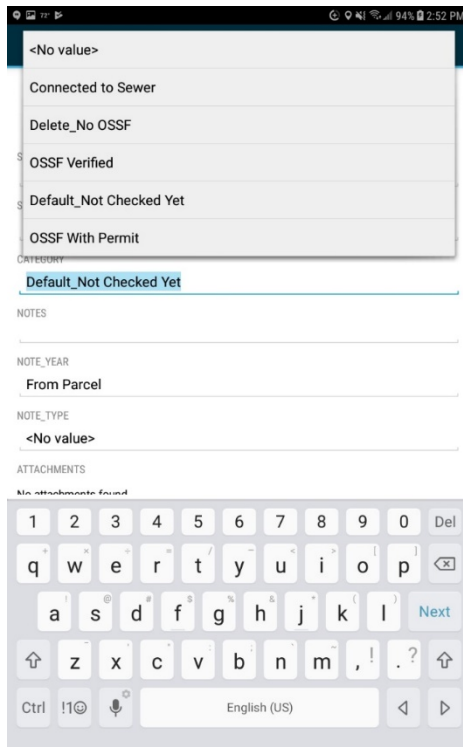 77° 94% 2:52 PM
<No value>
Connected to Sewer
Delete_No OSSF
OSSF Verified
Default_Not Checked Yet
OSSF With Permit
S
S
CATEGORY
Default_Not Checked Yet
NOTES
NOTE_YEAR
From Parcel
NOTE_TYPE
<No value>
ATTACHMENTS
No attachments found
1 2 3 4 5 6 7 8 9 0 Del
+ × ÷ = / _ < > [ ]
q w e r t y u i o p
! @ # $ % ^ & * ( )
a s d f g h j k l Next
- ' " : ; , ?
z x c v b n m , ! . ?
Ctrl !1☺ English (US)